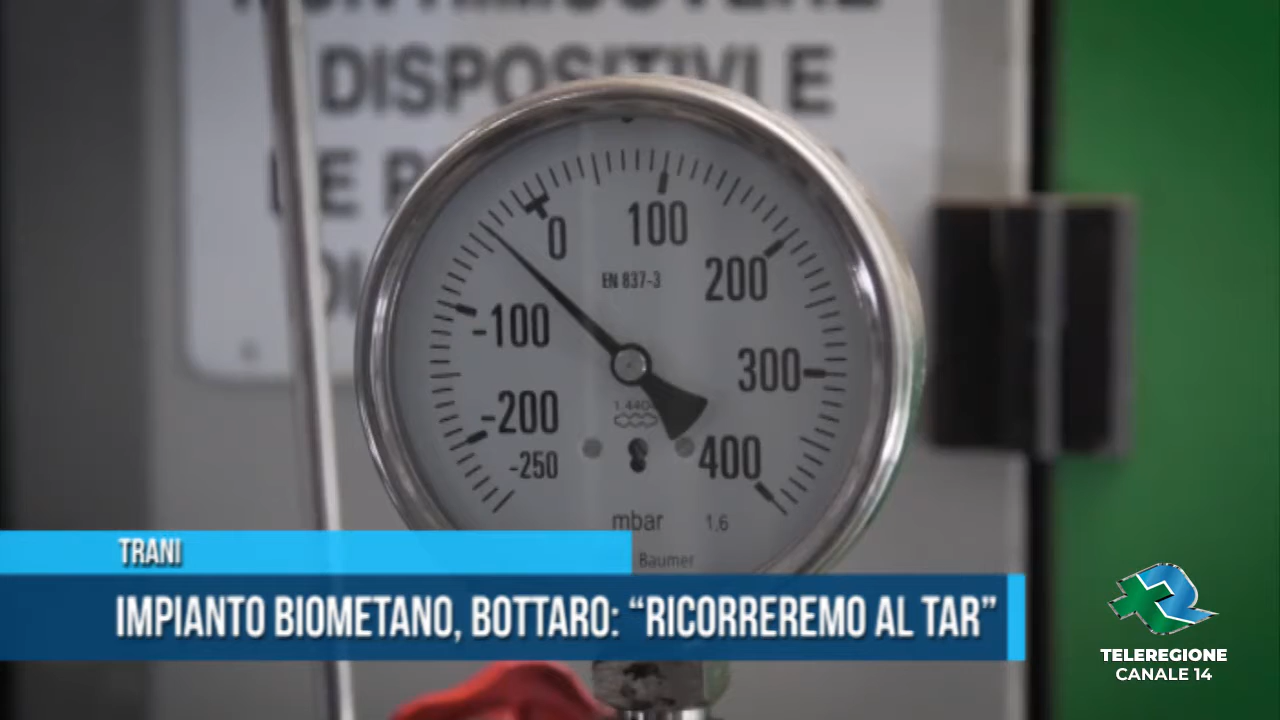 DISPOSITIVI E
0
100
200
EN 837-3
-100
300
-200
-250
400
mbar 1,6
Baumer
TRANI
IMPIANTO BIOMETANO, BOTTARO: “RICORREREMO AL TAR”
TELEREGIONE
CANALE 14